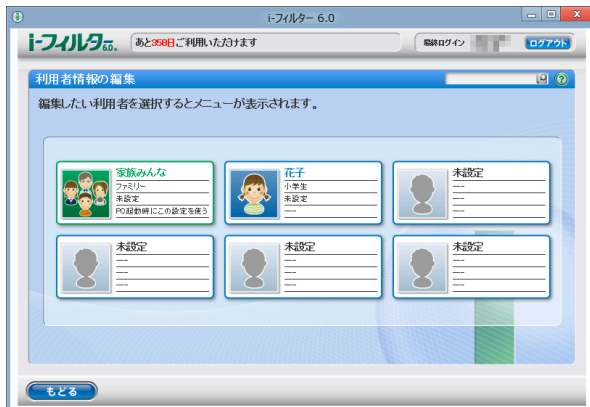 i-フィルター 6.0
i-フィルター6.0 あと358日ご利用いただけます 最終ログイン ログアウト
利用者情報の編集
編集したい利用者を選択するとメニューが表示されます。
家族みんな
ファミリー
未設定
PC起動時にこの設定を使う
花子
小学生
未設定
---
未設定
---
---
---
未設定
---
---
---
未設定
---
---
---
未設定
---
---
---
もどる